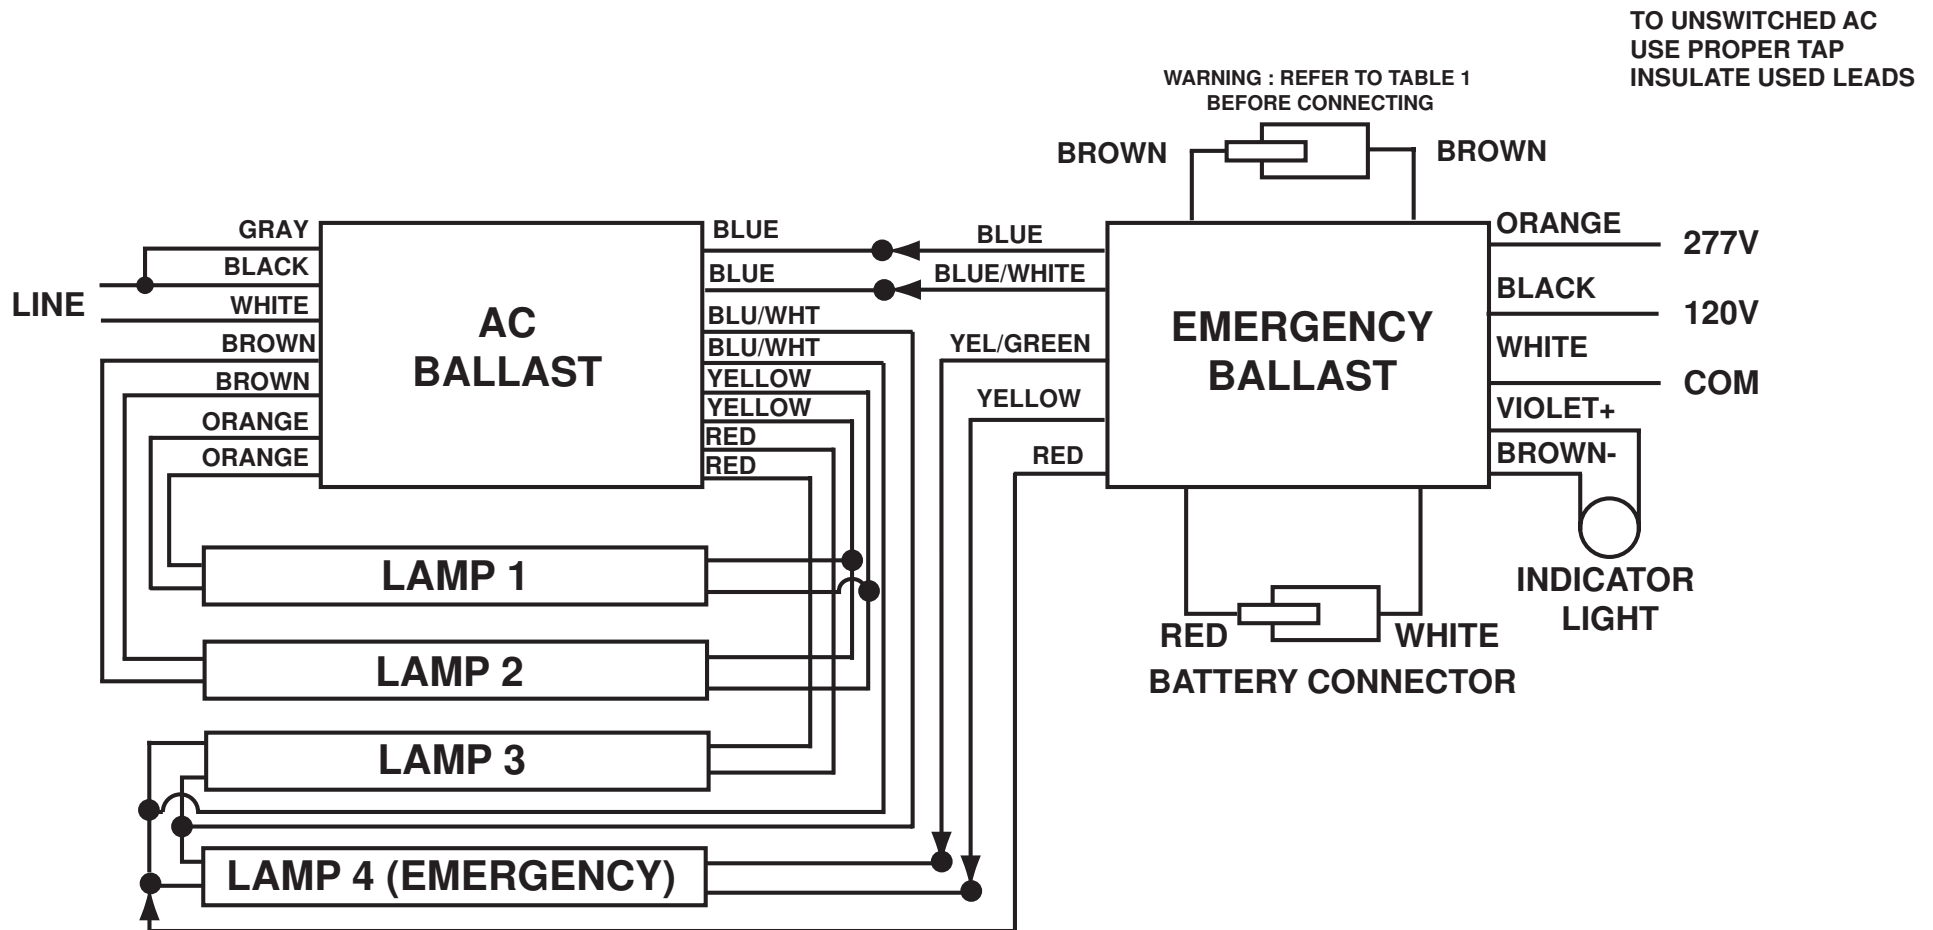 TO UNSWITCHED AC
USE PROPER TAP
INSULATE USED LEADS
WARNING : REFER TO TABLE 1
BEFORE CONNECTING
BROWN
BROWN
LINE
GRAY
BLACK
WHITE
BROWN
BROWN
ORANGE
ORANGE
AC
BALLAST
BLUE
BLUE
BLU/WHT
BLU/WHT
YELLOW
YELLOW
RED
RED
BLUE
BLUE/WHITE
YEL/GREEN
YELLOW
RED
EMERGENCY
BALLAST
ORANGE
277V
BLACK
120V
WHITE
COM
VIOLET+
BROWN-
INDICATOR
LIGHT
RED
WHITE
BATTERY CONNECTOR
LAMP 1
LAMP 2
LAMP 3
LAMP 4 (EMERGENCY)